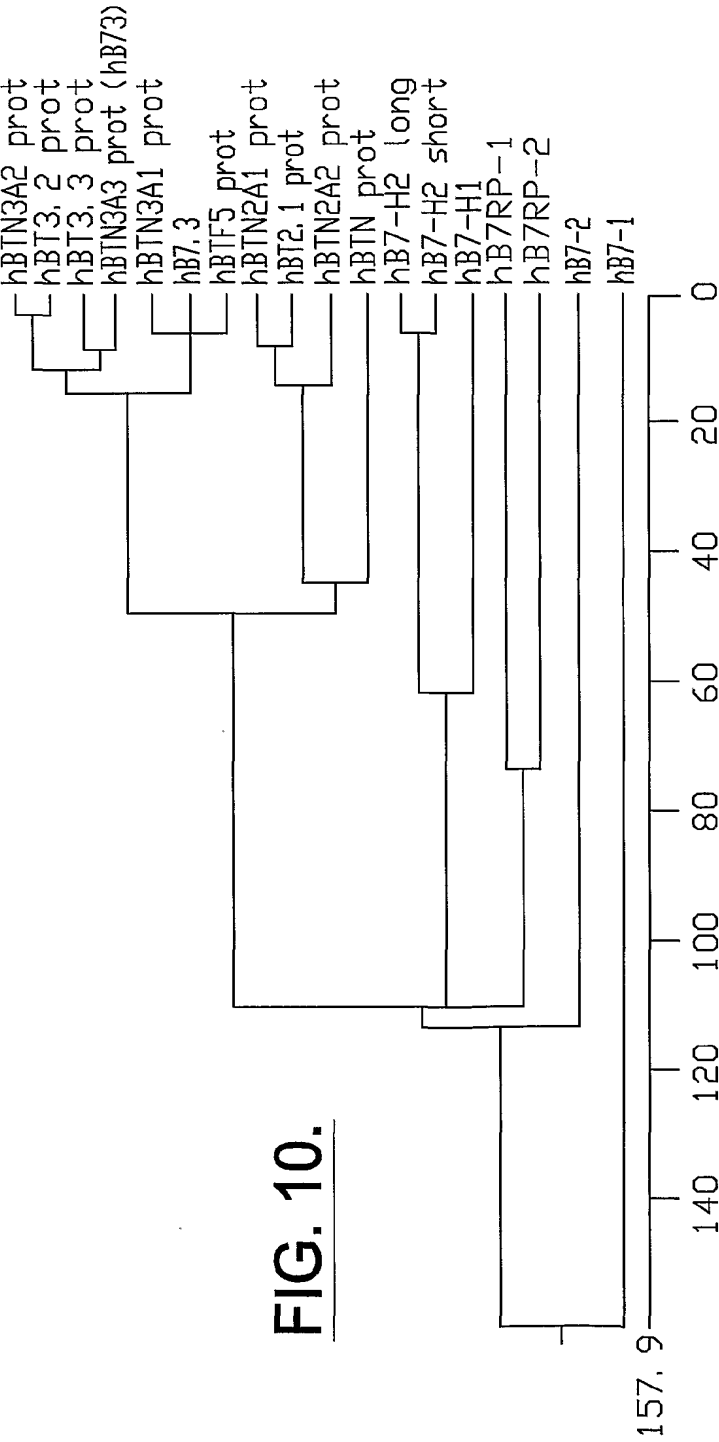 hBTN3A2 prot
hBT3.2 prot
hBT3.3 prot
hBTN3A3 prot (hB73)
hBTN3A1 prot
hB7.3
hBTF5 prot
hBTN2A1 prot
hBT2.1 prot
hBTN2A2 prot
hBTN prot
hB7-H2 long
hB7-H2 short
hB7-H1
hB7RP-1
hB7RP-2
hB7-2
hB7-1
157.9
140
120
100
80
60
40
20
0
FIG. 10.